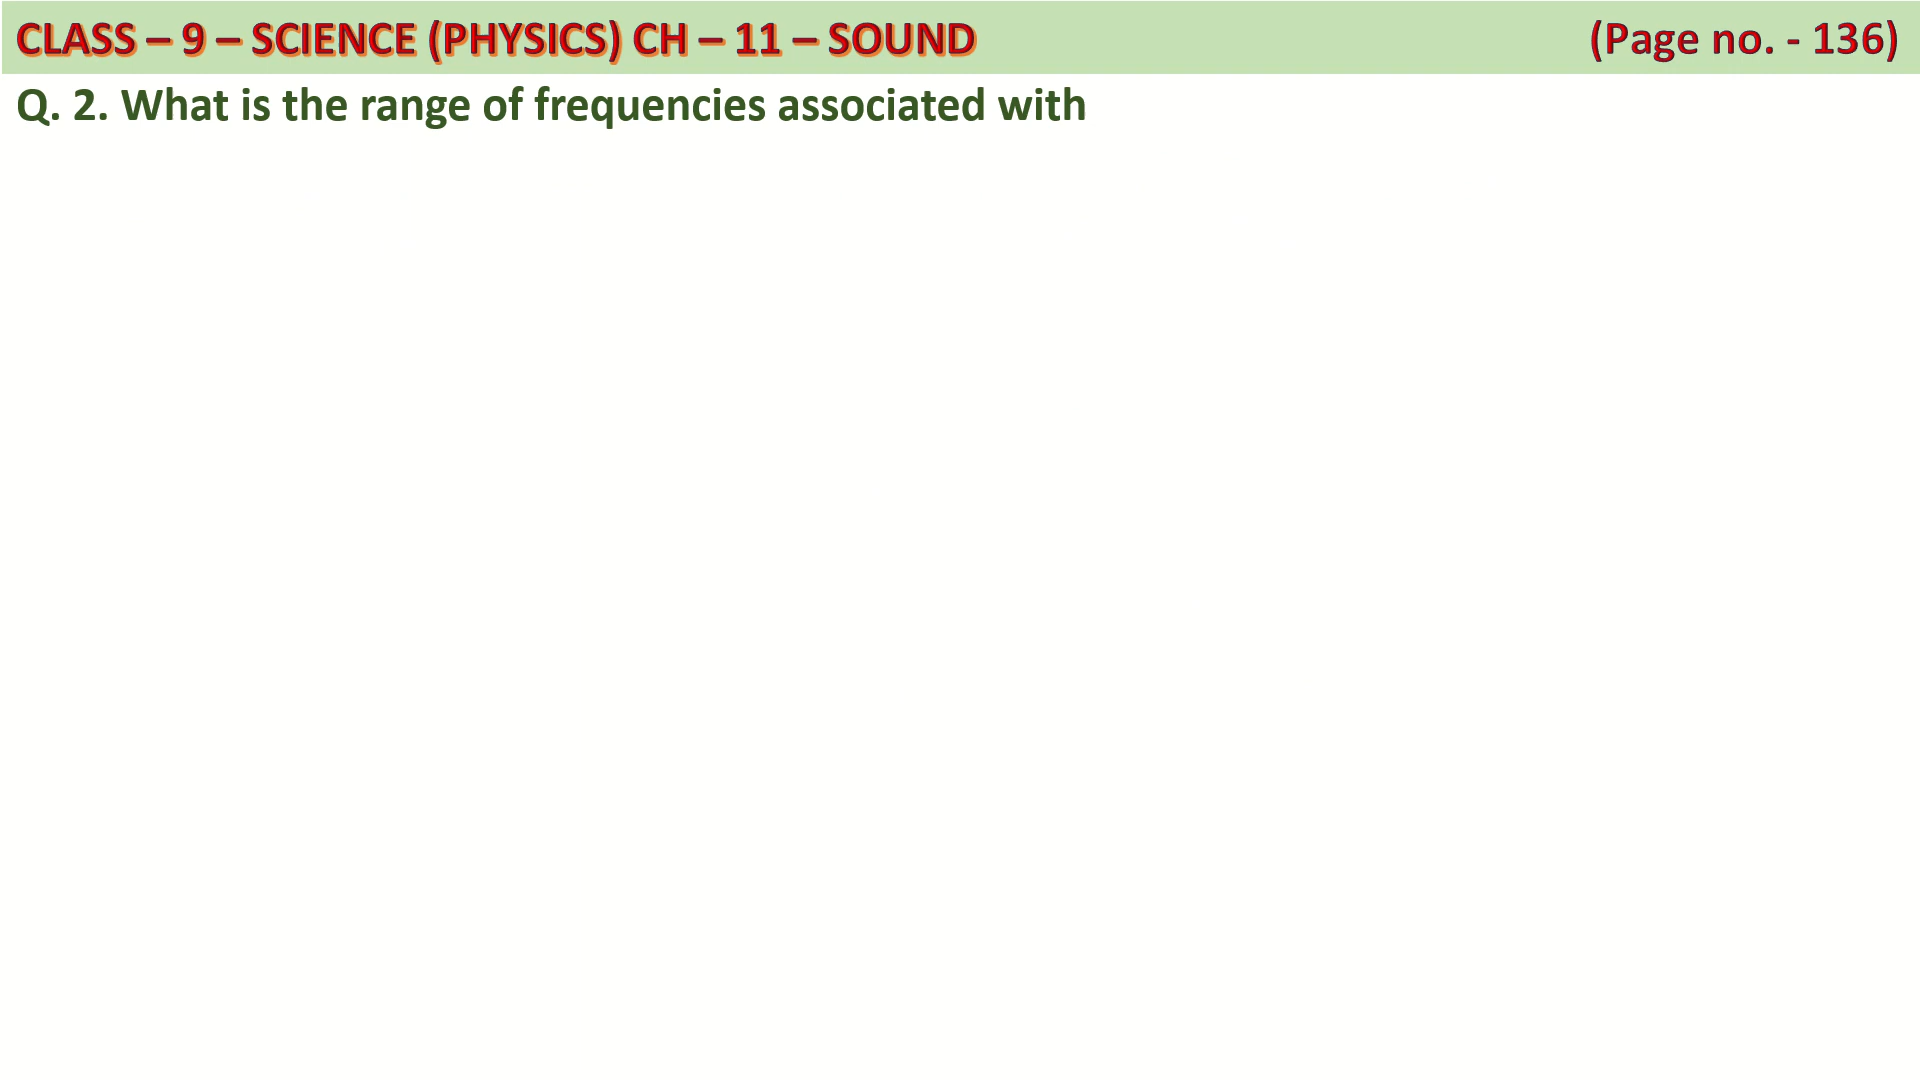 CLASS – 9 – SCIENCE (PHYSICS) CH – 11 – SOUND (Page no. - 136)
Q. 2. What is the range of frequencies associated with